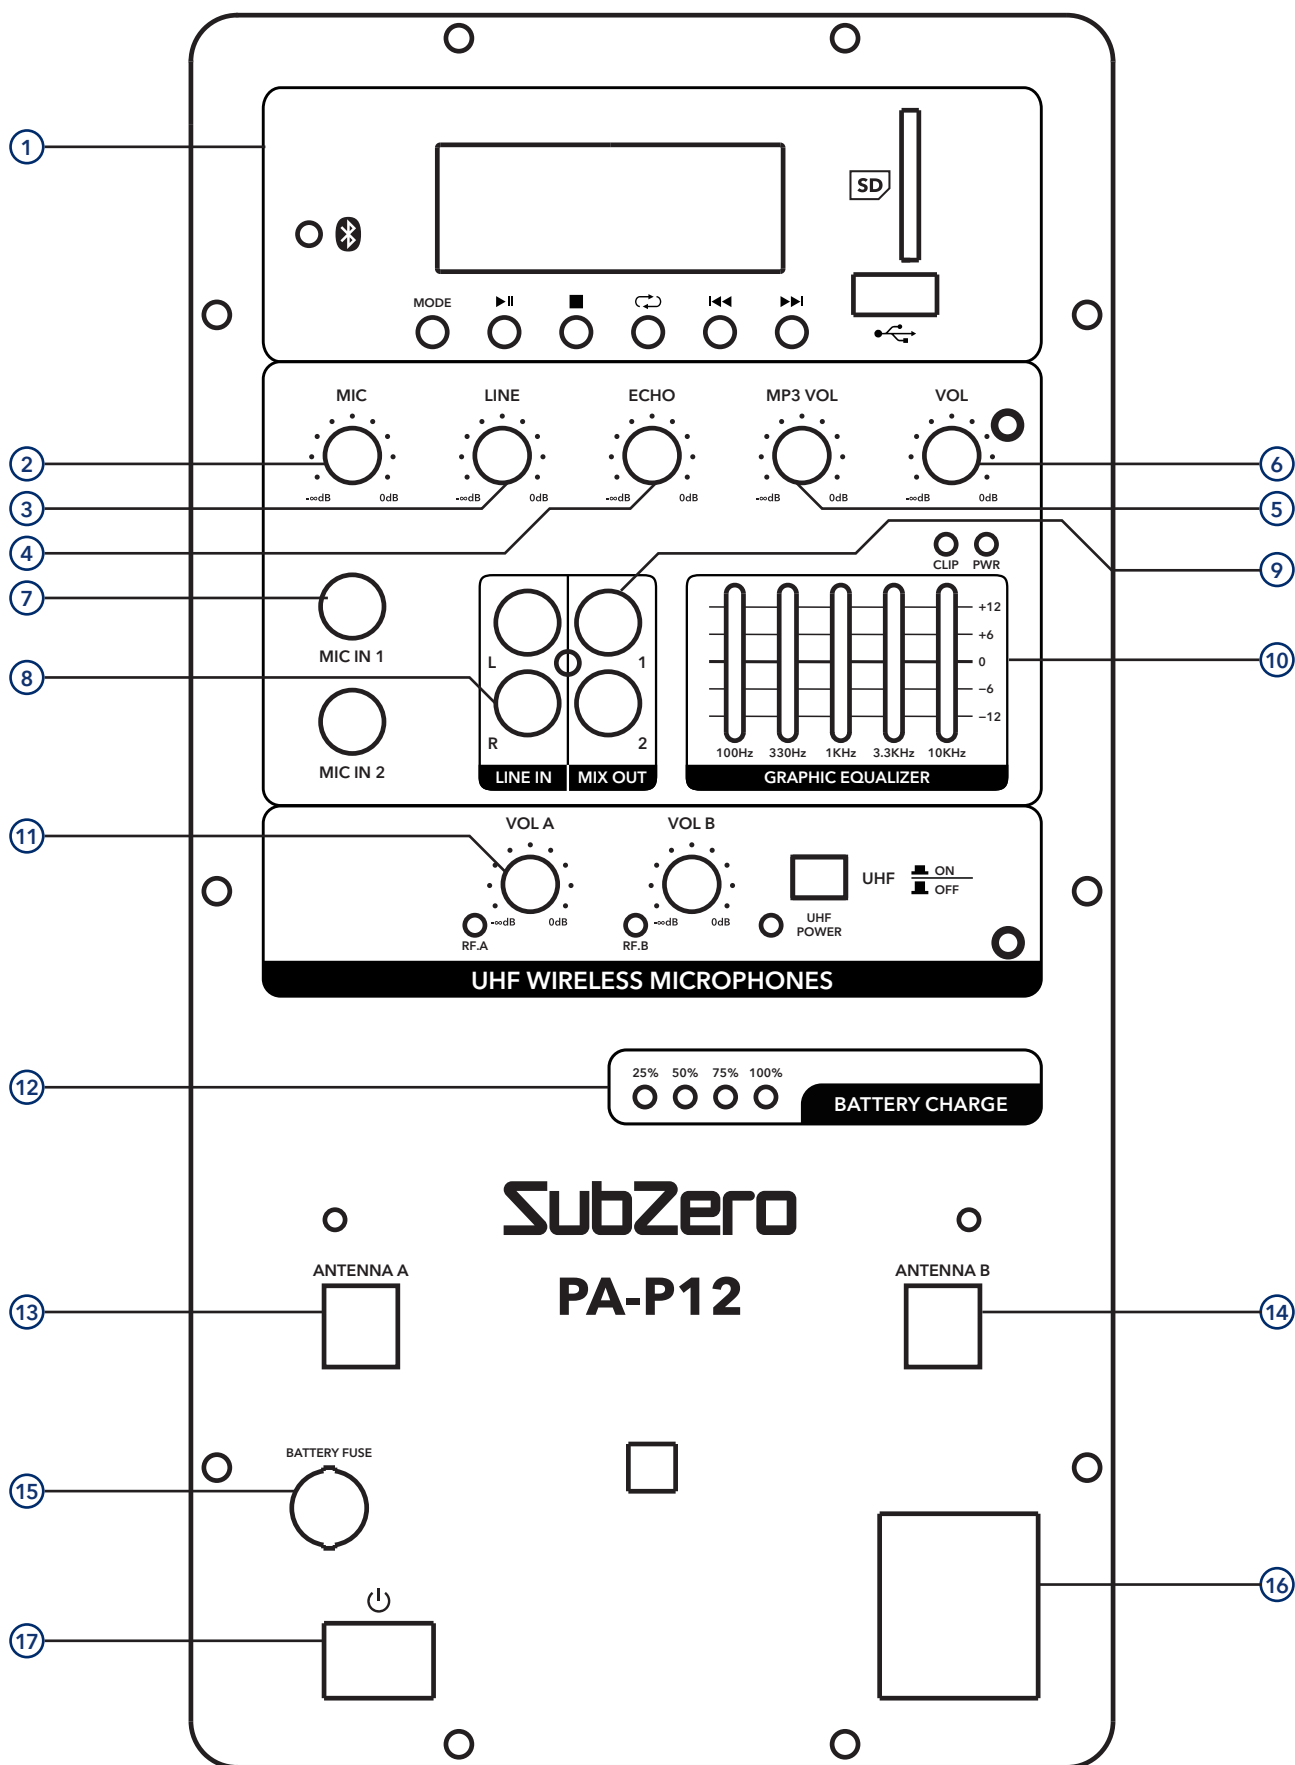 1
SD
MODE
MIC LINE ECHO MP3 VOL VOL
2 6
-∞dB 0dB -∞dB 0dB -∞dB 0dB -∞dB 0dB -∞dB 0dB
3 5
4
CLIP PWR
9
7
+12
+6
0
-6
-12
MIC IN 1
L 1
10
8
R 2
100Hz 330Hz 1KHz 3.3KHz 10KHz
MIC IN 2
LINE IN MIX OUT
GRAPHIC EQUALIZER
11
VOL A VOL B
UHF ON
OFF
-∞dB 0dB -∞dB 0dB
UHF
POWER
RF.A RF.B
UHF WIRELESS MICROPHONES
12
25% 50% 75% 100%
BATTERY CHARGE
SubZero
ANTENNA A ANTENNA B
PA-P12
13 14
BATTERY FUSE
15
16
17